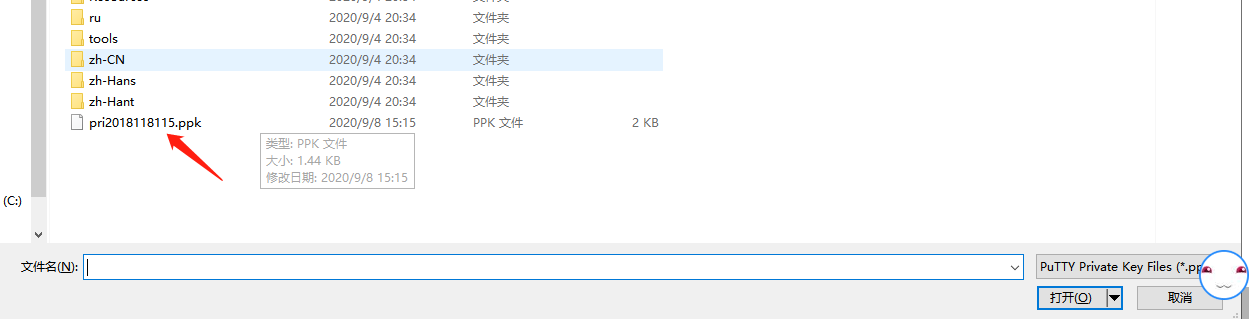 ru 2020/9/4 20:34 文件夹
tools 2020/9/4 20:34 文件夹
zh-CN 2020/9/4 20:34 文件夹
zh-Hans 2020/9/4 20:34 文件夹
zh-Hant 2020/9/4 20:34 文件夹
pri2018118115.ppk 2020/9/8 15:15 PPK 文件 2 KB
类型: PPK 文件
大小: 1.44 KB
修改日期: 2020/9/8 15:15
(C:)
文件名(N): PuTTY Private Key Files (*.pp
打开(O) 取消